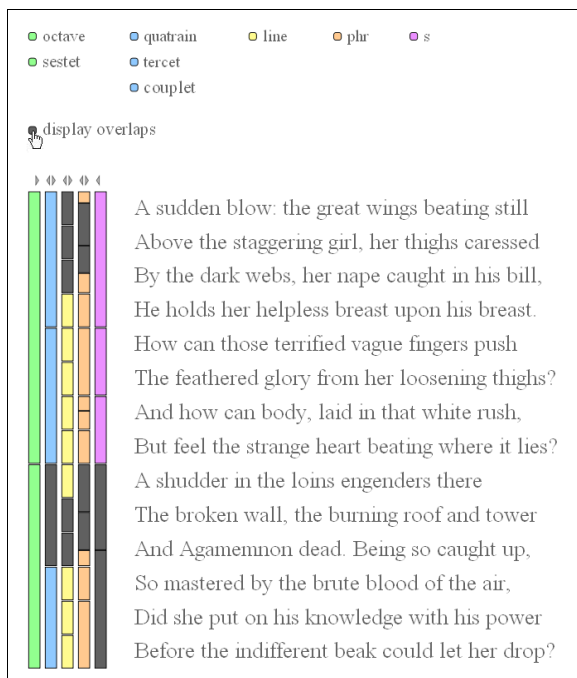 octave quatrain line phr s
sestet tercet
couplet
display overlaps
A sudden blow: the great wings beating still
Above the staggering girl, her thighs caressed
By the dark webs, her nape caught in his bill,
He holds her helpless breast upon his breast.
How can those terrified vague fingers push
The feathered glory from her loosening thighs?
And how can body, laid in that white rush,
But feel the strange heart beating where it lies?
A shudder in the loins engenders there
The broken wall, the burning roof and tower
And Agamemnon dead. Being so caught up,
So mastered by the brute blood of the air,
Did she put on his knowledge with his power
Before the indifferent beak could let her drop?